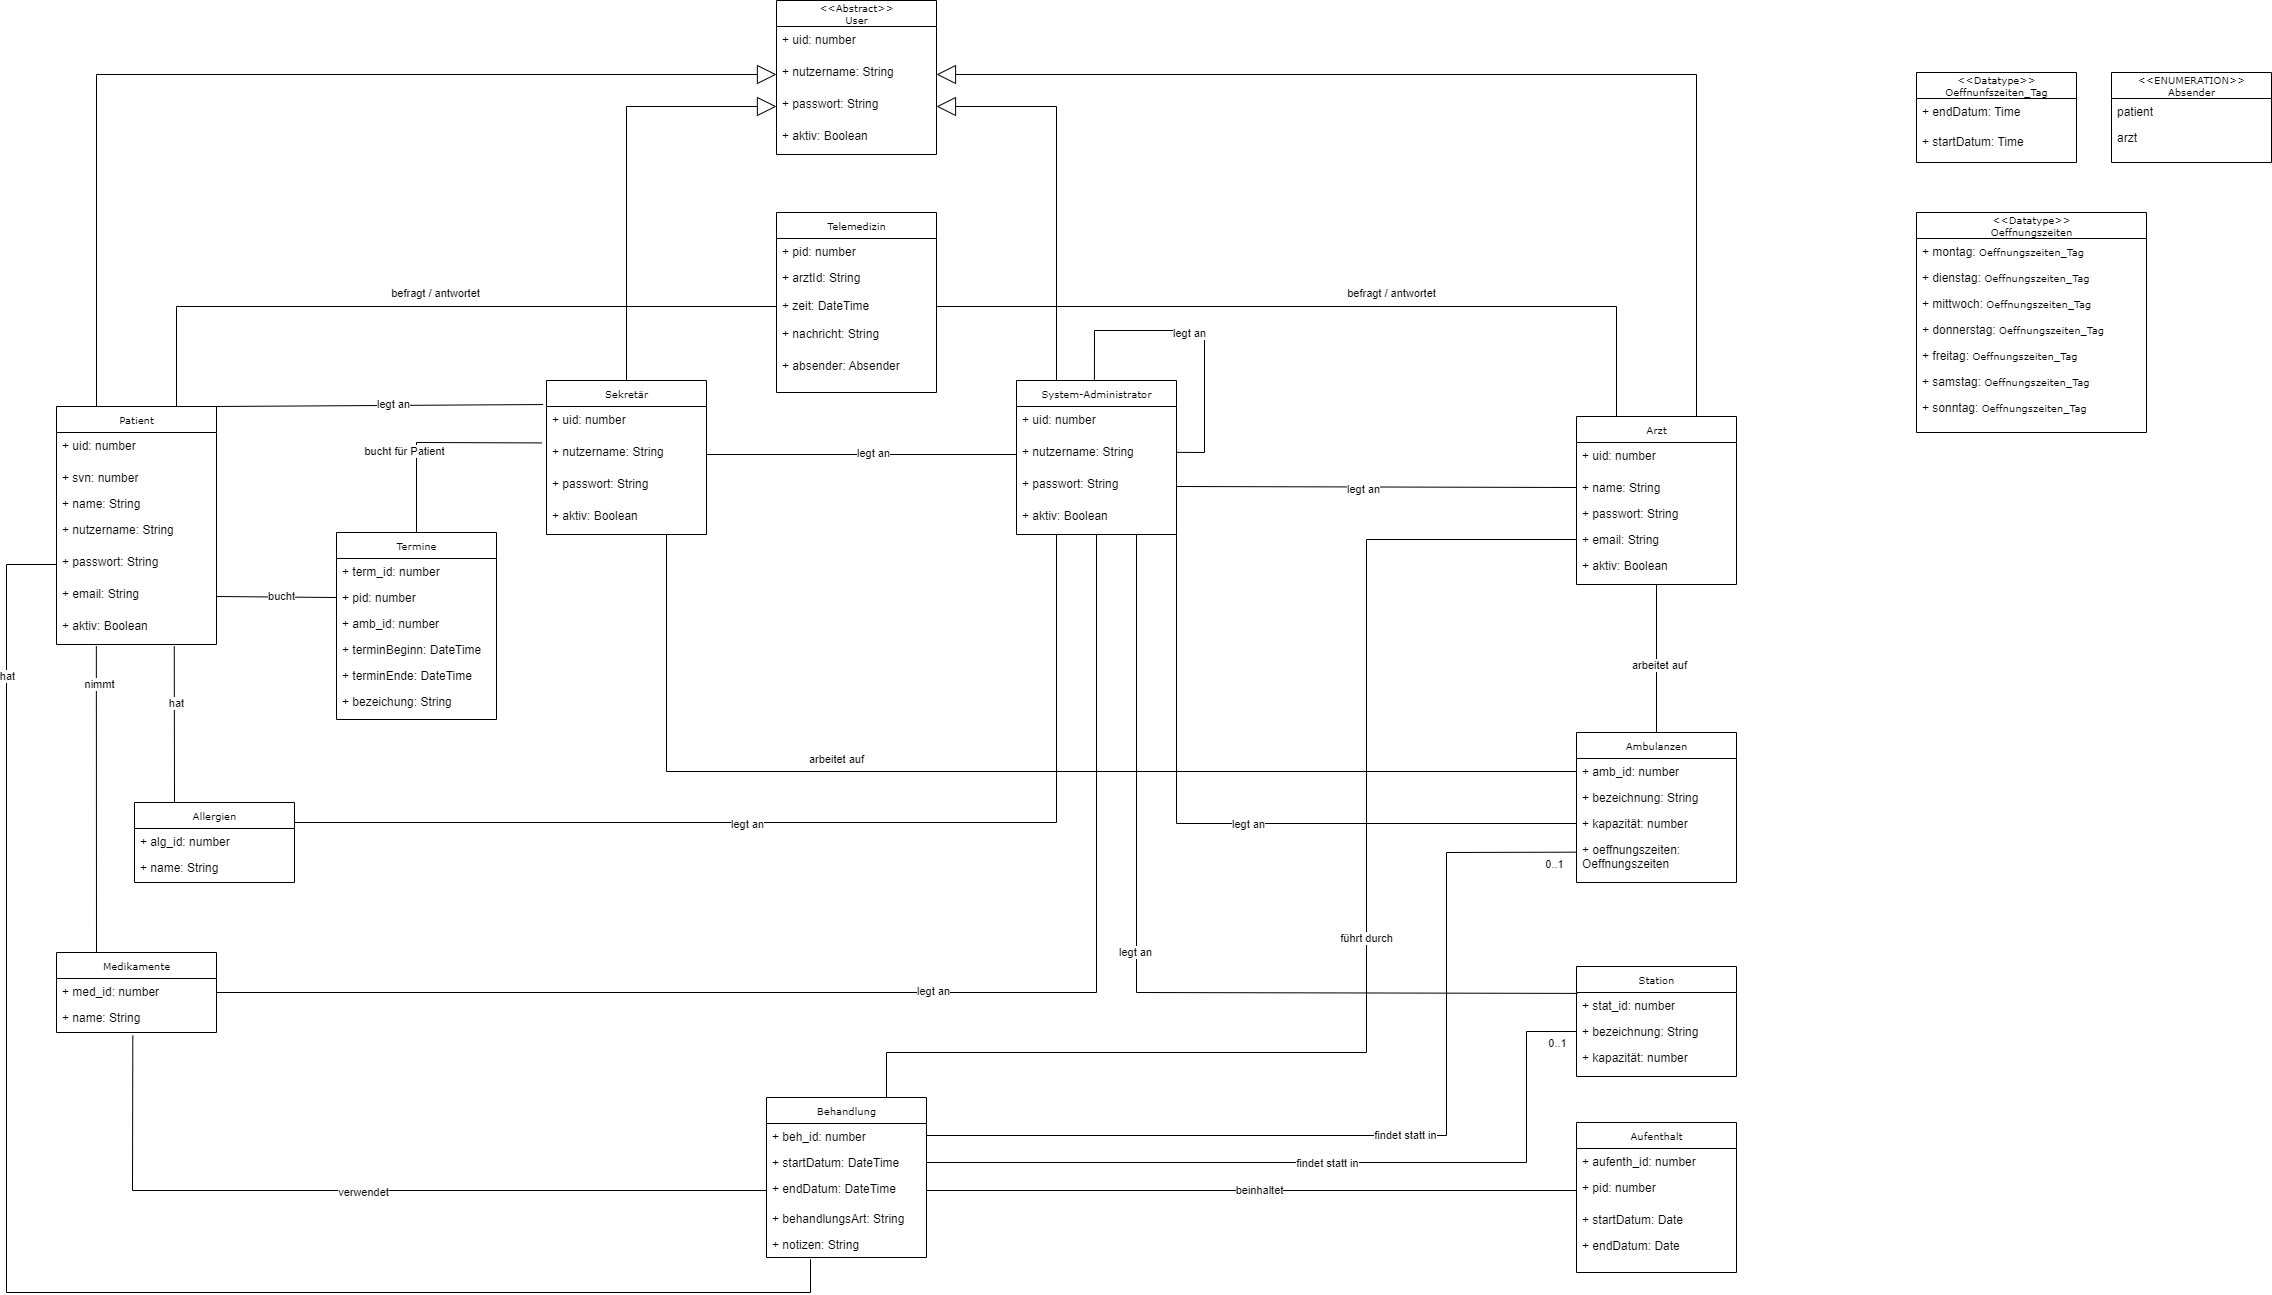 <<Abstract>>
User
+ uid: number
+ nutzername: String
+ passwort: String
+ aktiv: Boolean
<<Datatype>>
Oeffnunfszeiten_Tag
+ endDatum: Time
+ startDatum: Time
<<ENUMERATION>>
Absender
patient
arzt
<<Datatype>>
Oeffnungszeiten
+ montag: Oeffnungszeiten_Tag
+ dienstag: Oeffnungszeiten_Tag
+ mittwoch: Oeffnungszeiten_Tag
+ donnerstag: Oeffnungszeiten_Tag
+ freitag: Oeffnungszeiten_Tag
+ samstag: Oeffnungszeiten_Tag
+ sonntag: Oeffnungszeiten_Tag
Telemedizin
+ pid: number
+ arztId: String
+ zeit: DateTime
+ nachricht: String
+ absender: Absender
befragt / antwortet
befragt / antwortet
legt an
legt an
bucht für Patient
legt an
legt an
Patient
+ uid: number
+ svn: number
+ name: String
+ nutzername: String
+ passwort: String
+ email: String
+ aktiv: Boolean
Sekretär
+ uid: number
+ nutzername: String
+ passwort: String
+ aktiv: Boolean
System-Administrator
+ uid: number
+ nutzername: String
+ passwort: String
+ aktiv: Boolean
Arzt
+ uid: number
+ name: String
+ passwort: String
+ email: String
+ aktiv: Boolean
bucht
Termine
+ term_id: number
+ pid: number
+ amb_id: number
+ terminBeginn: DateTime
+ terminEnde: DateTime
+ bezeichung: String
hat
nimmt
hat
arbeitet auf
arbeitet auf
Allergien
+ alg_id: number
+ name: String
legt an
legt an
Ambulanzen
+ amb_id: number
+ bezeichnung: String
+ kapazität: number
+ oeffnungszeiten:
Oeffnungszeiten
0..1
führt durch
legt an
Medikamente
+ med_id: number
+ name: String
legt an
Station
+ stat_id: number
+ bezeichnung: String
+ kapazität: number
0..1
Behandlung
+ beh_id: number
+ startDatum: DateTime
+ endDatum: DateTime
+ behandlungsArt: String
+ notizen: String
findet statt in
findet statt in
beinhaltet
verwendet
Aufenthalt
+ aufenth_id: number
+ pid: number
+ startDatum: Date
+ endDatum: Date